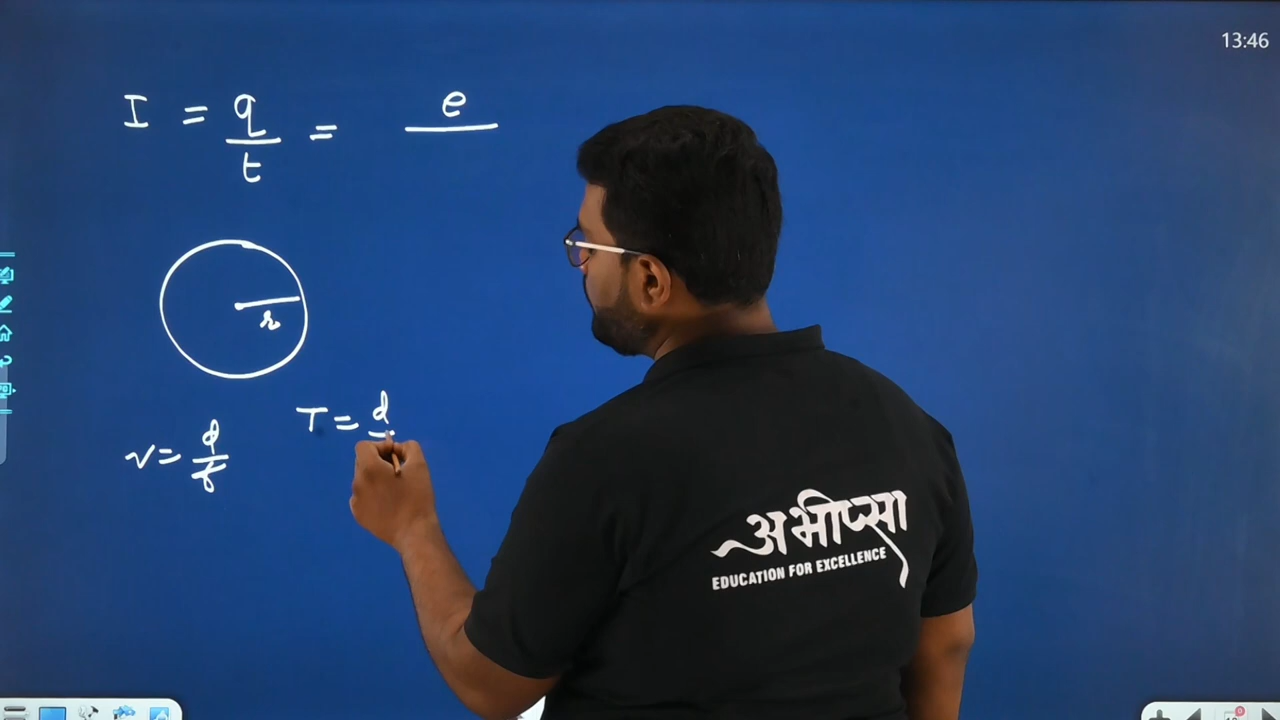 13:46
I = q/t = e
r
v = d/t
T = d
अभीप्सा
EDUCATION FOR EXCELLENCE